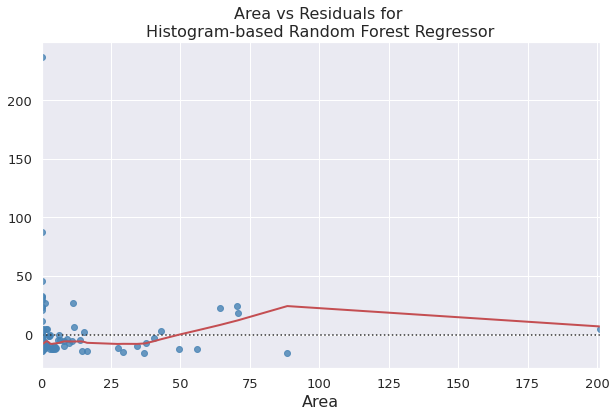 Area vs Residuals for
Histogram-based Random Forest Regressor
200
150
100
50
0
0 25 50 75 100 125 150 175 200
Area